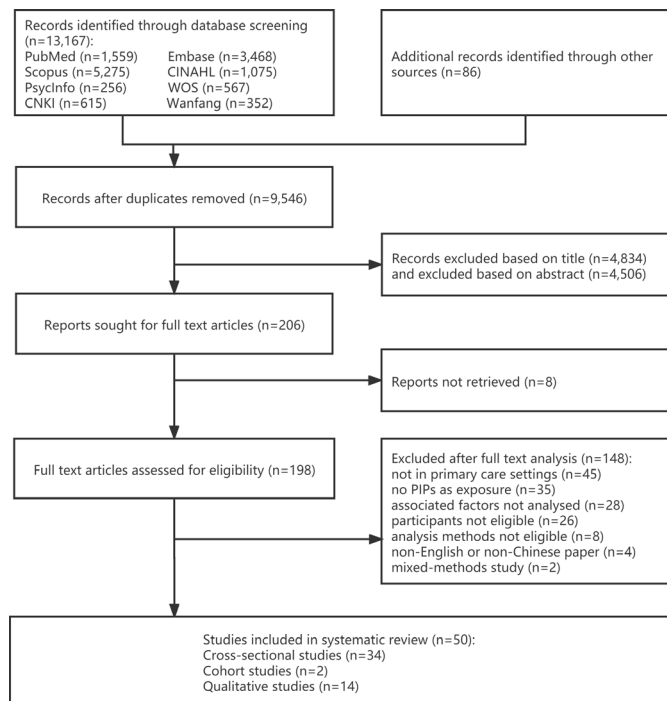 Records identified through database screening
(n=13,167):
PubMed (n=1,559) Embase (n=3,468)
Scopus (n=5,275) CINAHL (n=1,075)
PsycInfo (n=256) WOS (n=567)
CNKI (n=615) Wanfang (n=352)
Additional records identified through other
sources (n=86)
Records after duplicates removed (n=9,546)
Records excluded based on title (n=4,834)
and excluded based on abstract (n=4,506)
Reports sought for full text articles (n=206)
Reports not retrieved (n=8)
Full text articles assessed for eligibility (n=198)
Excluded after full text analysis (n=148):
not in primary care settings (n=45)
no PIPs as exposure (n=35)
associated factors not analysed (n=28)
participants not eligible (n=26)
analysis methods not eligible (n=8)
non-English or non-Chinese paper (n=4)
mixed-methods study (n=2)
Studies included in systematic review (n=50):
Cross-sectional studies (n=34)
Cohort studies (n=2)
Qualitative studies (n=14)